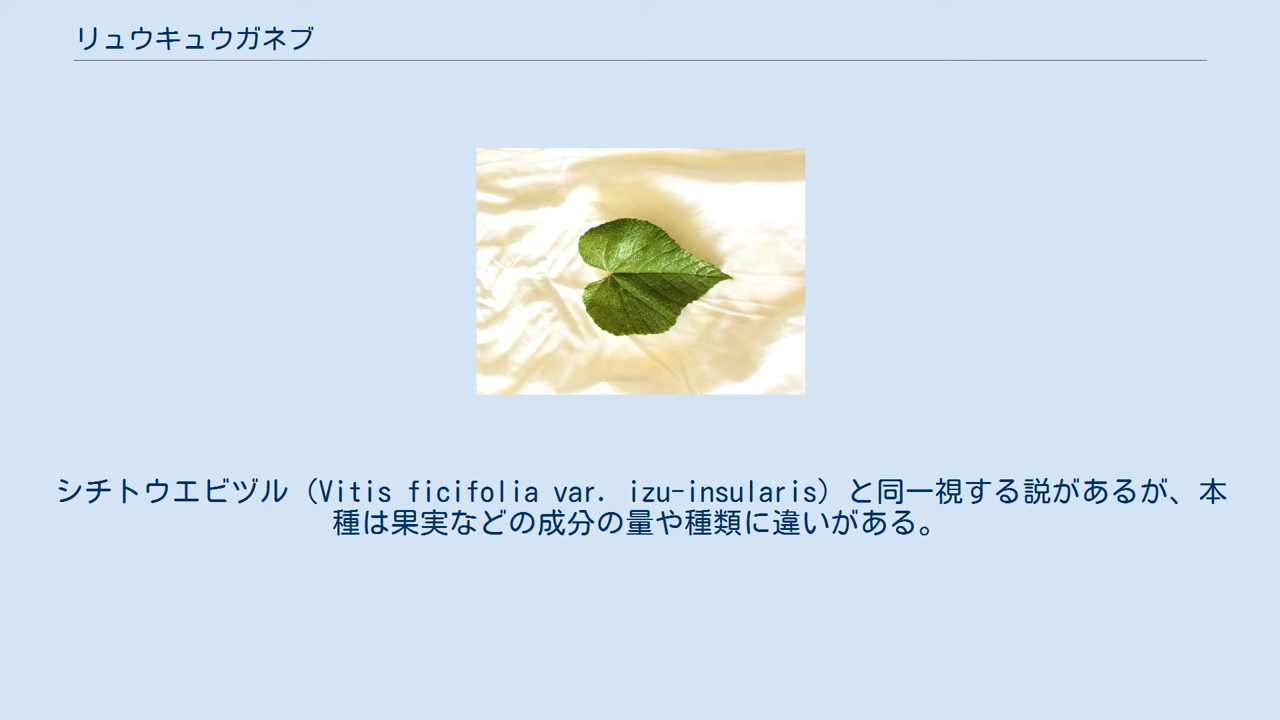 リュウキュウガネブ
シチトウエビヅル（Vitis ficifolia var. izu-insularis）と同一視する説があるが、本
種は果実などの成分の量や種類に違いがある。